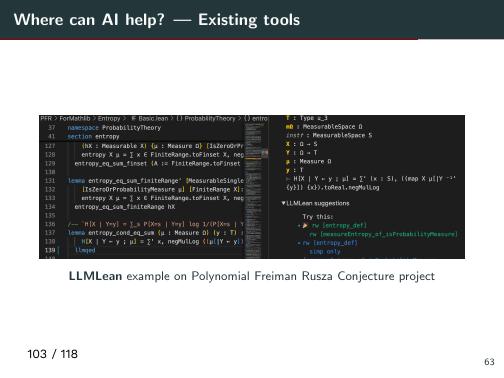 Where can AI help? — Existing tools
PFR > ForMathlib > Entropy > Basic.lean > {} ProbabilityTheory > {} entro
37 namespace ProbabilityTheory
41 section entropy
127 (hX : Measurable X) {μ : Measure Ω} [IsZeroOrPr
128 entropy X μ = ∑ x ∈ FiniteRange.toFinset X, neg
129 entropy_eq_sum_finset (A := FiniteRange.toFinset
130
131 lemma entropy_eq_sum_finiteRange' [MeasurableSingle
132 [IsZeroOrProbabilityMeasure μ] [FiniteRange X]:
133 entropy X μ = ∑ x ∈ FiniteRange.toFinset X, neg
134 entropy_eq_sum_finiteRange hX
135
136 /-- `H[X | Y=y] = ∑_s P[X=s | Y=y] log 1/(P[X=s | Y
137 lemma entropy_cond_eq_sum (μ : Measure Ω) (y : T) :
138 H[X | Y ← y ; μ] = ∑' x, negMulLog ((μ[|Y ← y])
139 llmqed
T : Type u_3
mΩ : MeasurableSpace Ω
instr : MeasurableSpace S
X : Ω → S
Y : Ω → T
μ : Measure Ω
y : T
⊢ H[X | Y ← y ; μ] = ∑' (x : S), ((map X μ[|Y ⁻¹'
{y}]) {x}).toReal.negMulLog
▼LLMLean suggestions
Try this:
• 🎉 rw [entropy_def]
rw [measureEntropy_of_isProbabilityMeasure]
• rw [entropy_def]
simp only
LLMLean example on Polynomial Freiman Rusza Conjecture project
103 / 118
63